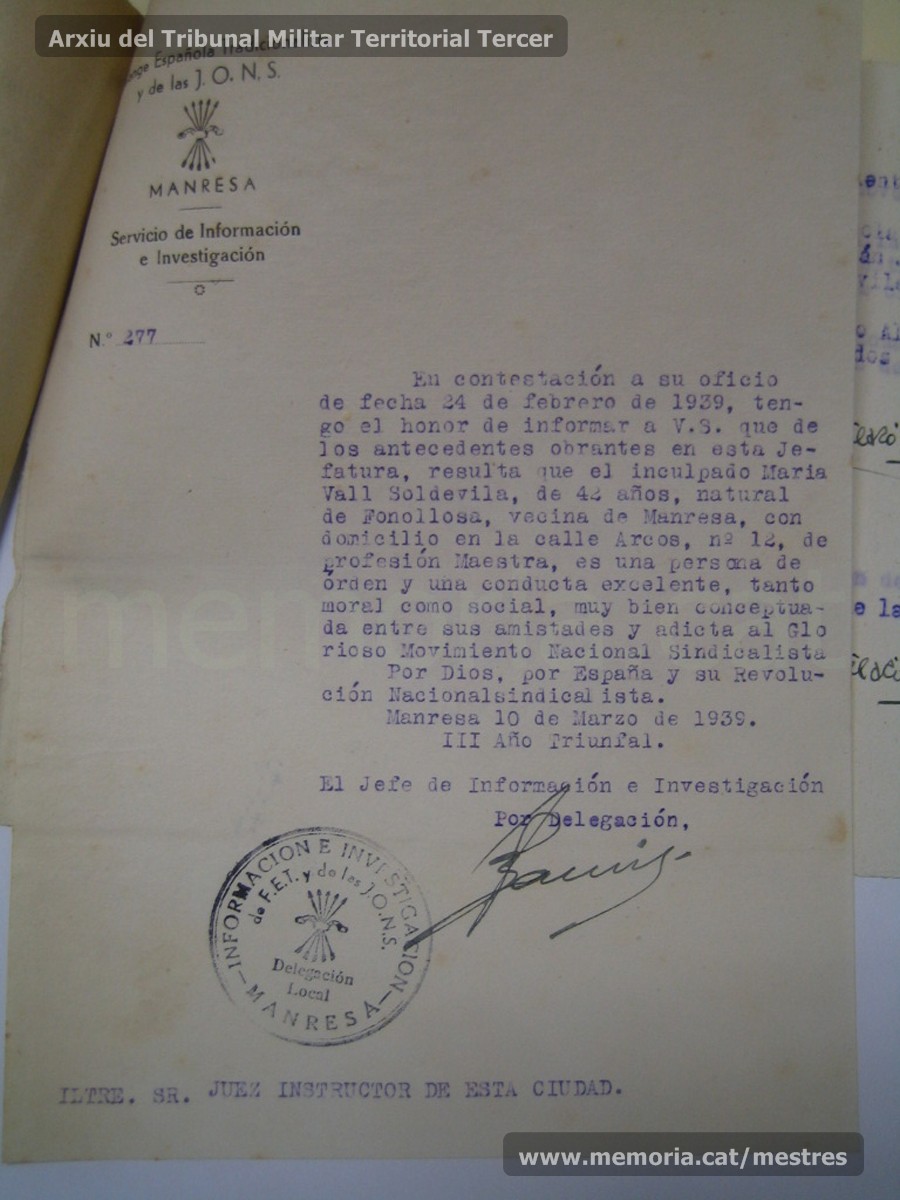 Arxiu del Tribunal Militar Territorial Tercer
Española Tradicionalista
y de las J. O. N. S.
MANRESA
Servicio de Información
e Investigación
N.º 277
En contestación a su oficio
de fecha 24 de febrero de 1939, ten-
go el honor de informar a V.S. que de
los antecedentes obrantes en esta Je-
fatura, resulta que el inculpado Maria
Vall Soldevila, de 42 años, natural
de Fonollosa, vecina de Manresa, con
domicilio en la calle Arcos, nº 12, de
profesión Maestra, es una persona de
órden y una conducta excelente, tanto
moral como social, muy bien conceptua-
da entre sus amistades y adicta al Glo
rioso Movimiento Nacional Sindicalista
Por Dios, por España y su Revolu-
ción Nacionalsindicalista.
Manresa 10 de Marzo de 1939.
III Año Triunfal.
El Jefe de Información e Investigación
Por Delegación,
INFORMACION E INVESTIGACION
de F.E.T. y de las J.O.N.S.
Delegación
Local
MANRESA
ILTRE. SR. JUEZ INSTRUCTOR DE ESTA CIUDAD.
www.memoria.cat/mestres